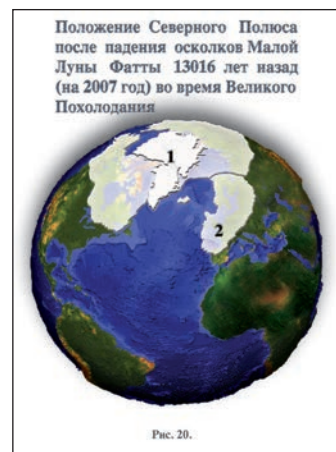 Положение Северного Полюса
после падения осколков Малой
Луны Фатты 13016 лет назад
(на 2007 год) во время Великого
Похолодания
1
2
Рис. 20.